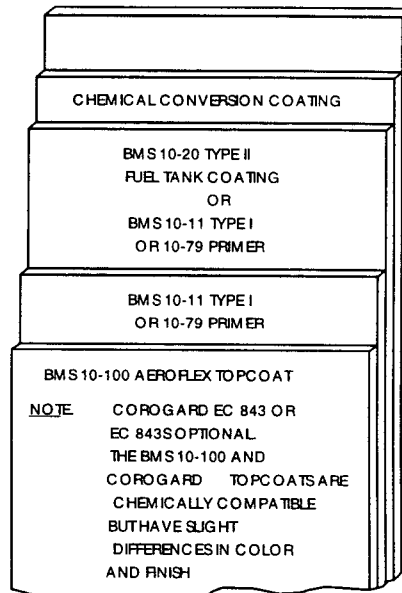 CHEMICAL CONVERSION COATING
BMS 10-20 TYPE II
FUEL TANK COATING
OR
BMS 10-11 TYPE I
OR 10-79 PRIMER
BMS 10-11 TYPE I
OR 10-79 PRIMER
BMS 10-100 AEROFLEX TOPCOAT
NOTE COROGARD EC 843 OR
EC 843S OPTIONAL.
THE BMS 10-100 AND
COROGARD TOPCOATS ARE
CHEMICALLY COMPATIBLE
BUT HAVE SLIGHT
DIFFERENCES IN COLOR
AND FINISH